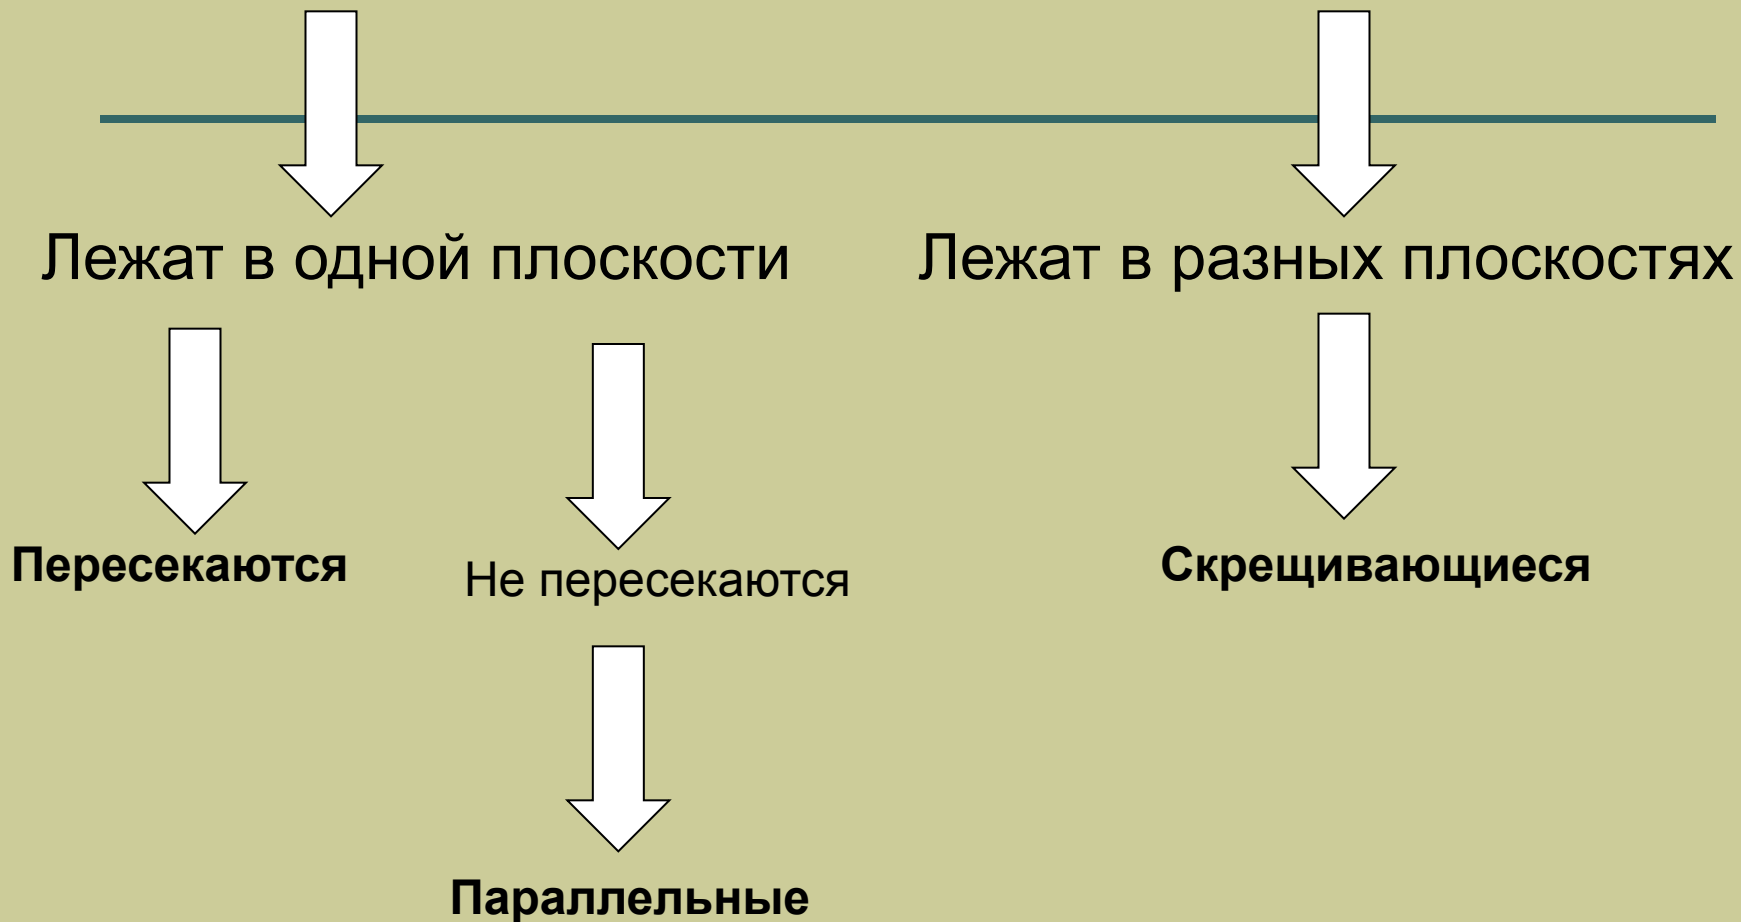 Лежат в одной плоскости
Лежат в разных плоскостях
Пересекаются
Не пересекаются
Скрещивающиеся
Параллельные